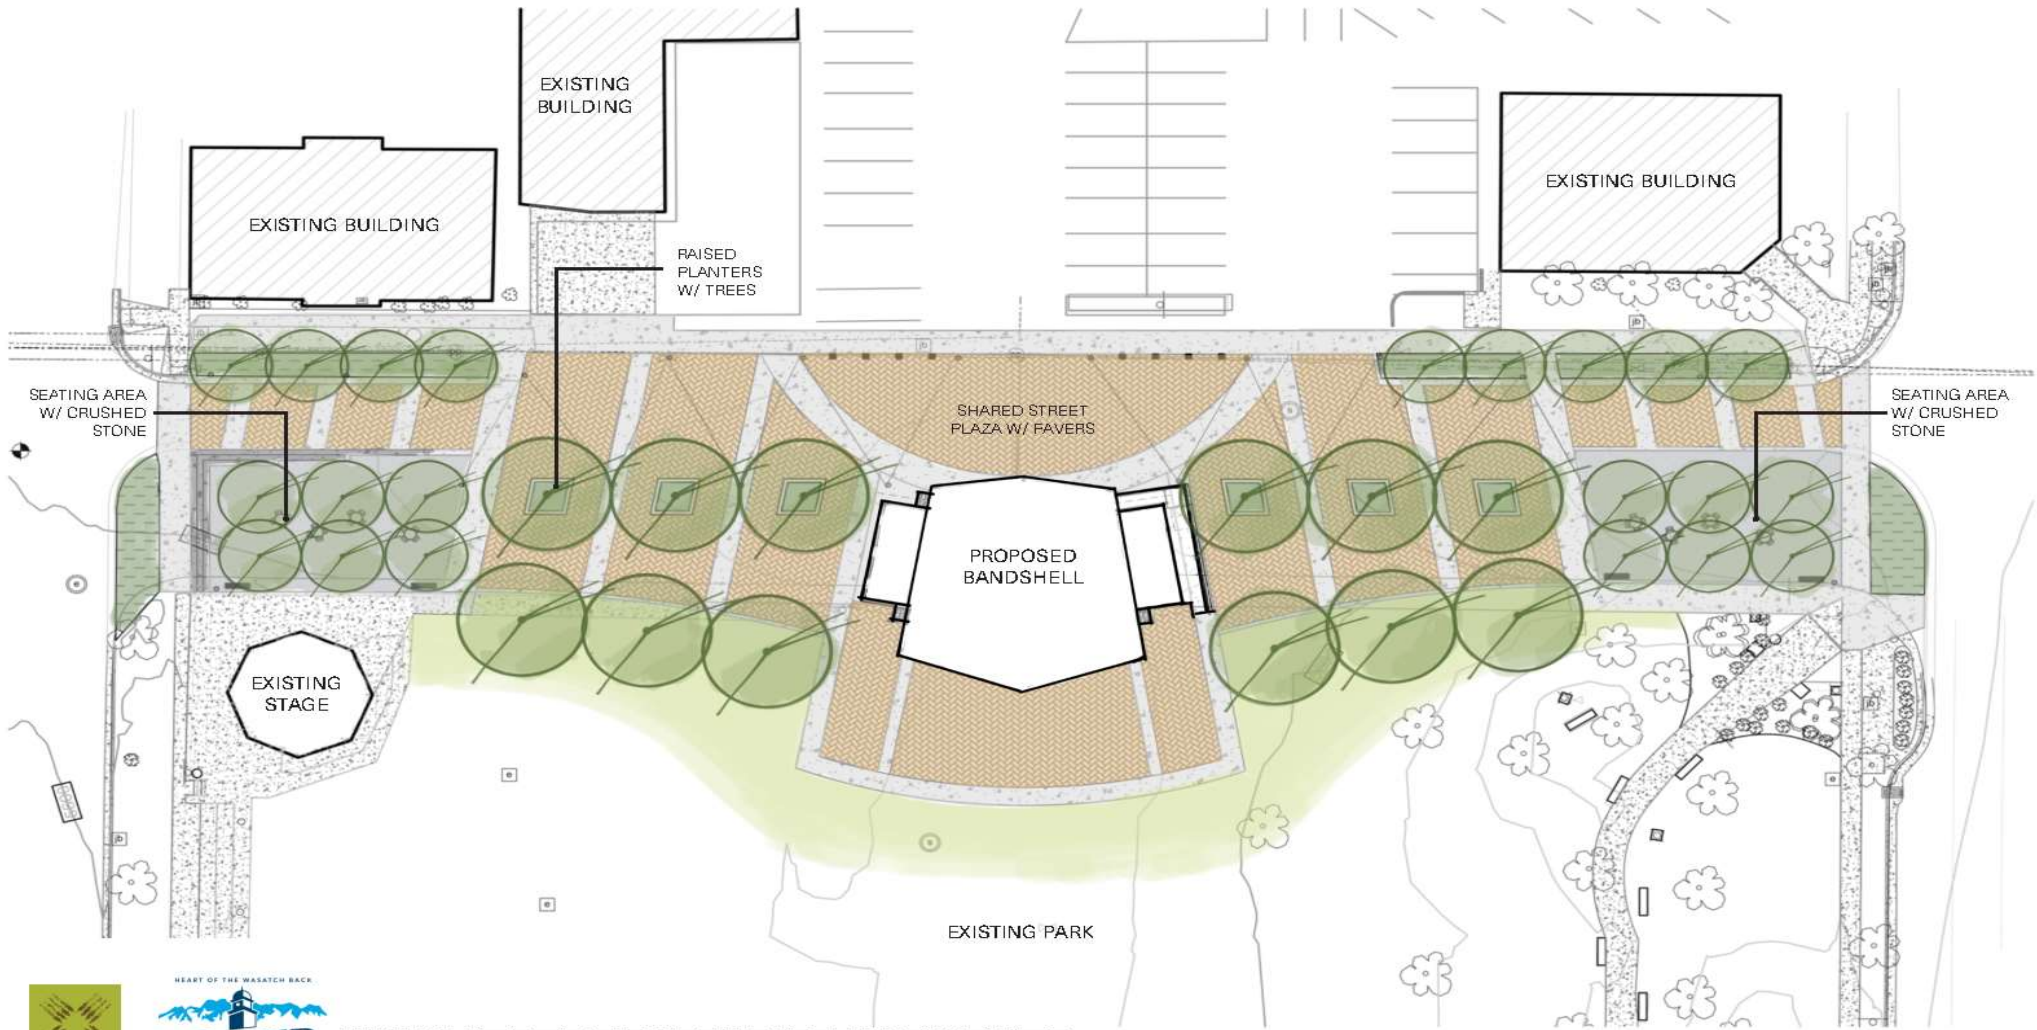 EXISTING
BUILDING
EXISTING BUILDING
EXISTING BUILDING
RAISED
PLANTERS
W/ TREES
SEATING AREA
W/ CRUSHED
STONE
SHARED STREET
PLAZA W/ PAVERS
SEATING AREA
W/ CRUSHED
STONE
PROPOSED
BANDSHELL
EXISTING
STAGE
EXISTING PARK
HEART OF THE WASATCH BACK